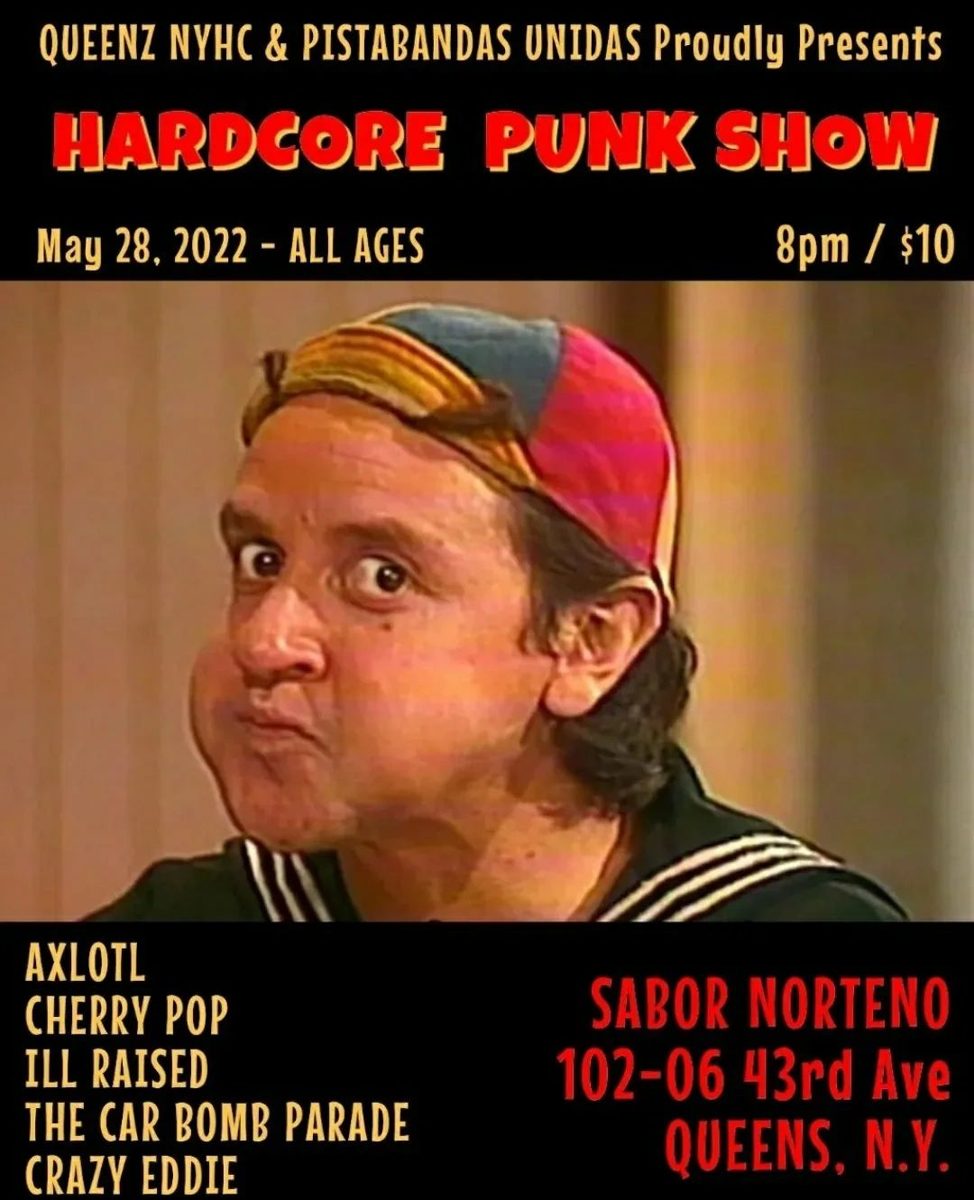 QUEENZ NYHC & PISTABANDAS UNIDAS Proudly Presents
HARDCORE PUNK SHOW
May 28, 2022 - ALL AGES
8pm / $10
AXLOTL
CHERRY POP
ILL RAISED
THE CAR BOMB PARADE
CRAZY EDDIE
SABOR NORTENO
102-06 43rd Ave
QUEENS, N.Y.